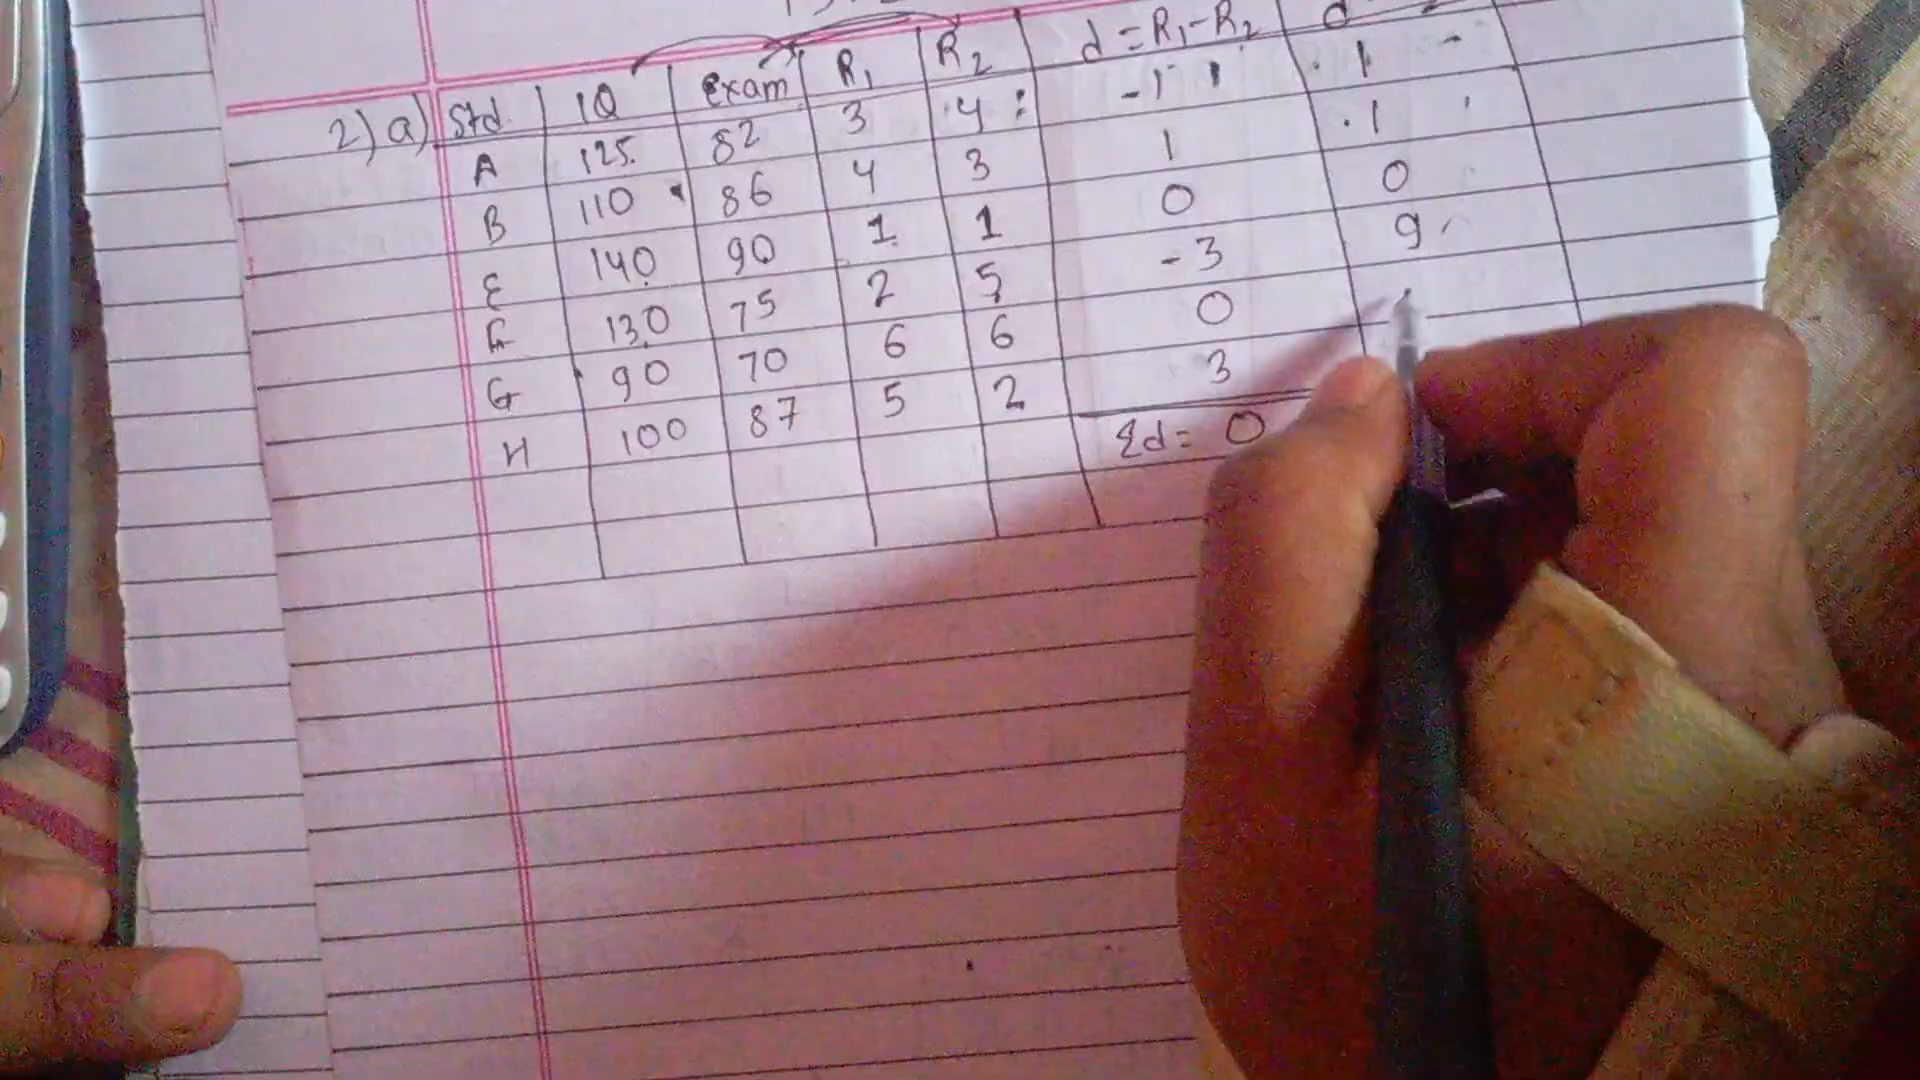 2) a) Std. IQ Exam R₁ R₂ d = R₁ - R₂
A 125 82 3 4 -1 1
B 110 86 4 3 1 1
E 140 90 1 1 0 0
F 130 75 2 5 -3 9
G 90 70 6 6 0
H 100 87 5 2 3
Σd = 0